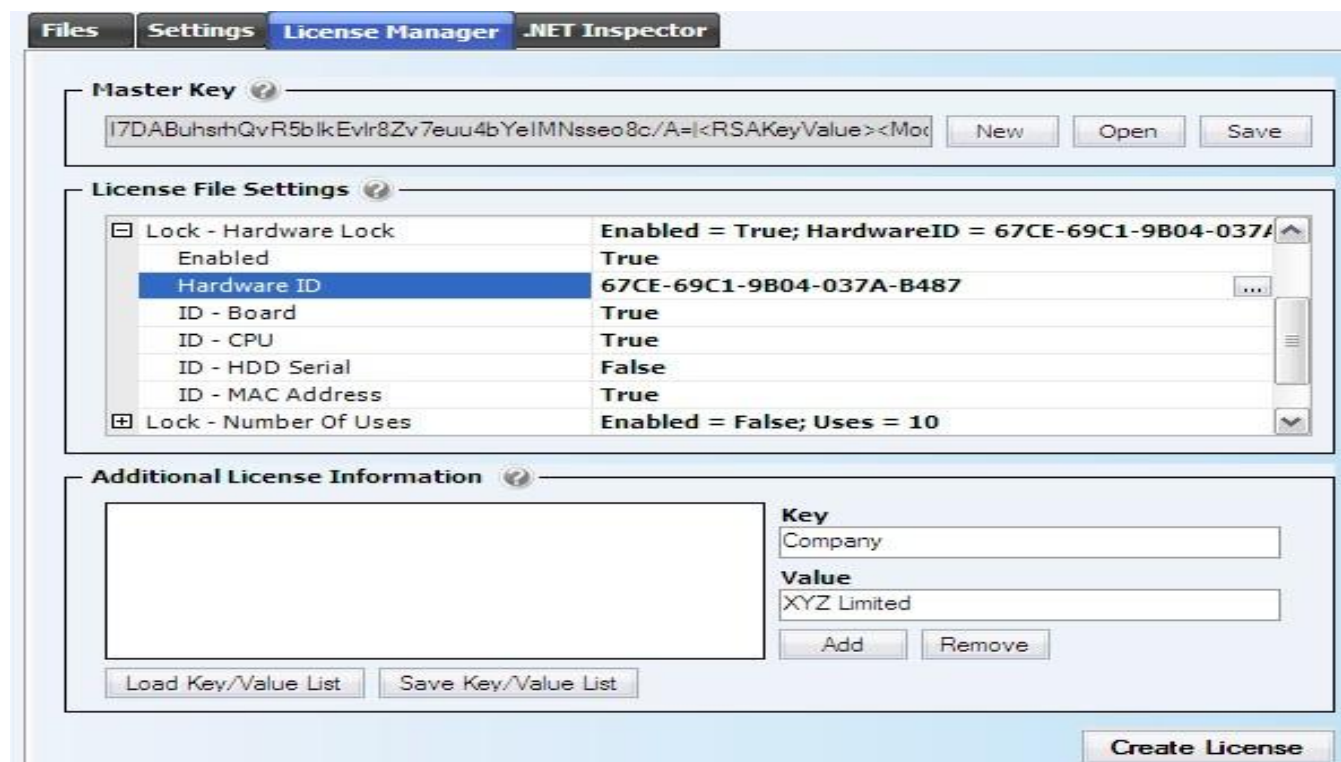 Files Settings License Manager .NET Inspector
Master Key
New Open Save
License File Settings
Lock - Hardware Lock Enabled = True; HardwareID = 67CE-69C1-9B04-037A
Enabled True
Hardware ID 67CE-69C1-9B04-037A-B487 ...
ID - Board True
ID - CPU True
ID - HDD Serial False
ID - MAC Address True
Lock - Number Of Uses Enabled = False; Uses = 10
Additional License Information
Key
Company
Value
XYZ Limited
Add Remove
Load Key/Value List Save Key/Value List
Create License